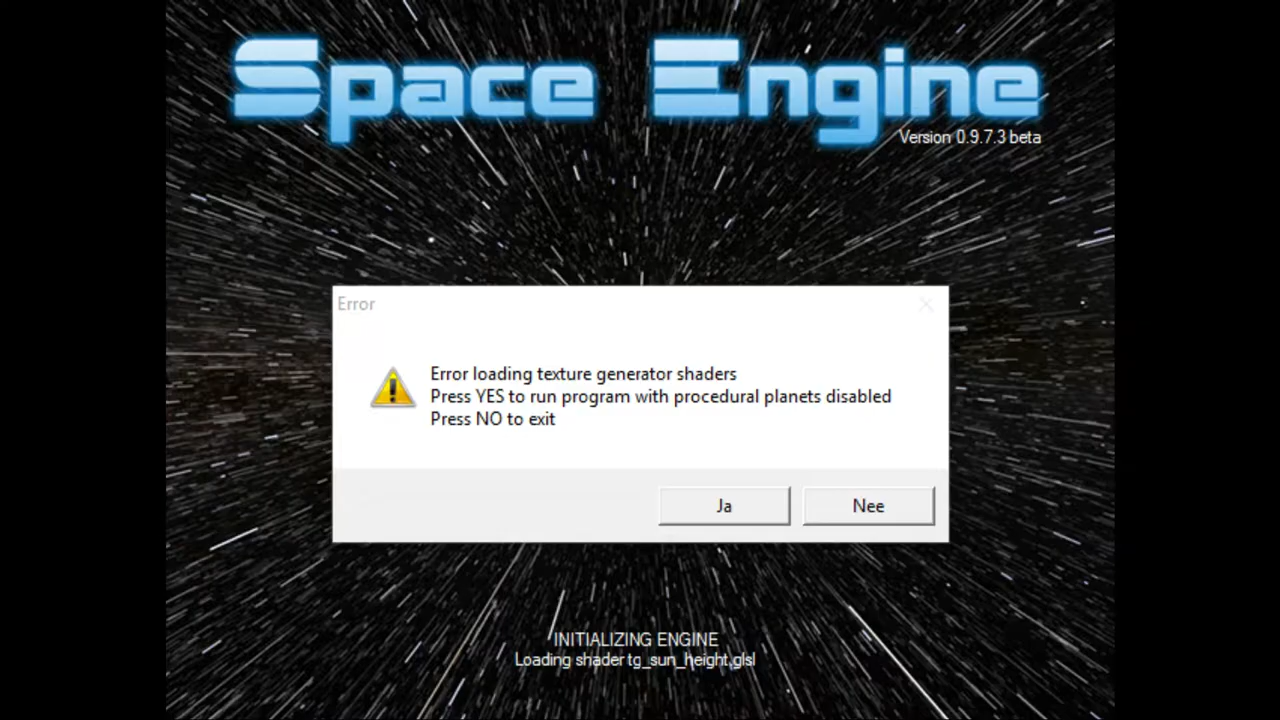 Space Engine
Version 0.9.7.3 beta
Error
Error loading texture generator shaders
Press YES to run program with procedural planets disabled
Press NO to exit
Ja
Nee
INITIALIZING ENGINE
Loading shader tg_sun_height.glsl